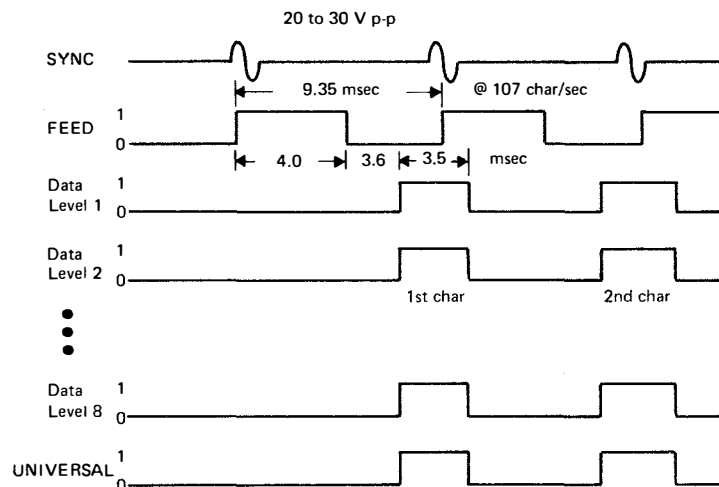 20 to 30 V p-p
SYNC
9.35 msec @ 107 char/sec
FEED 1
0
4.0 3.6 3.5 msec
Data Level 1 1
0
Data Level 2 1
0
1st char 2nd char
Data Level 8 1
0
UNIVERSAL 1
0